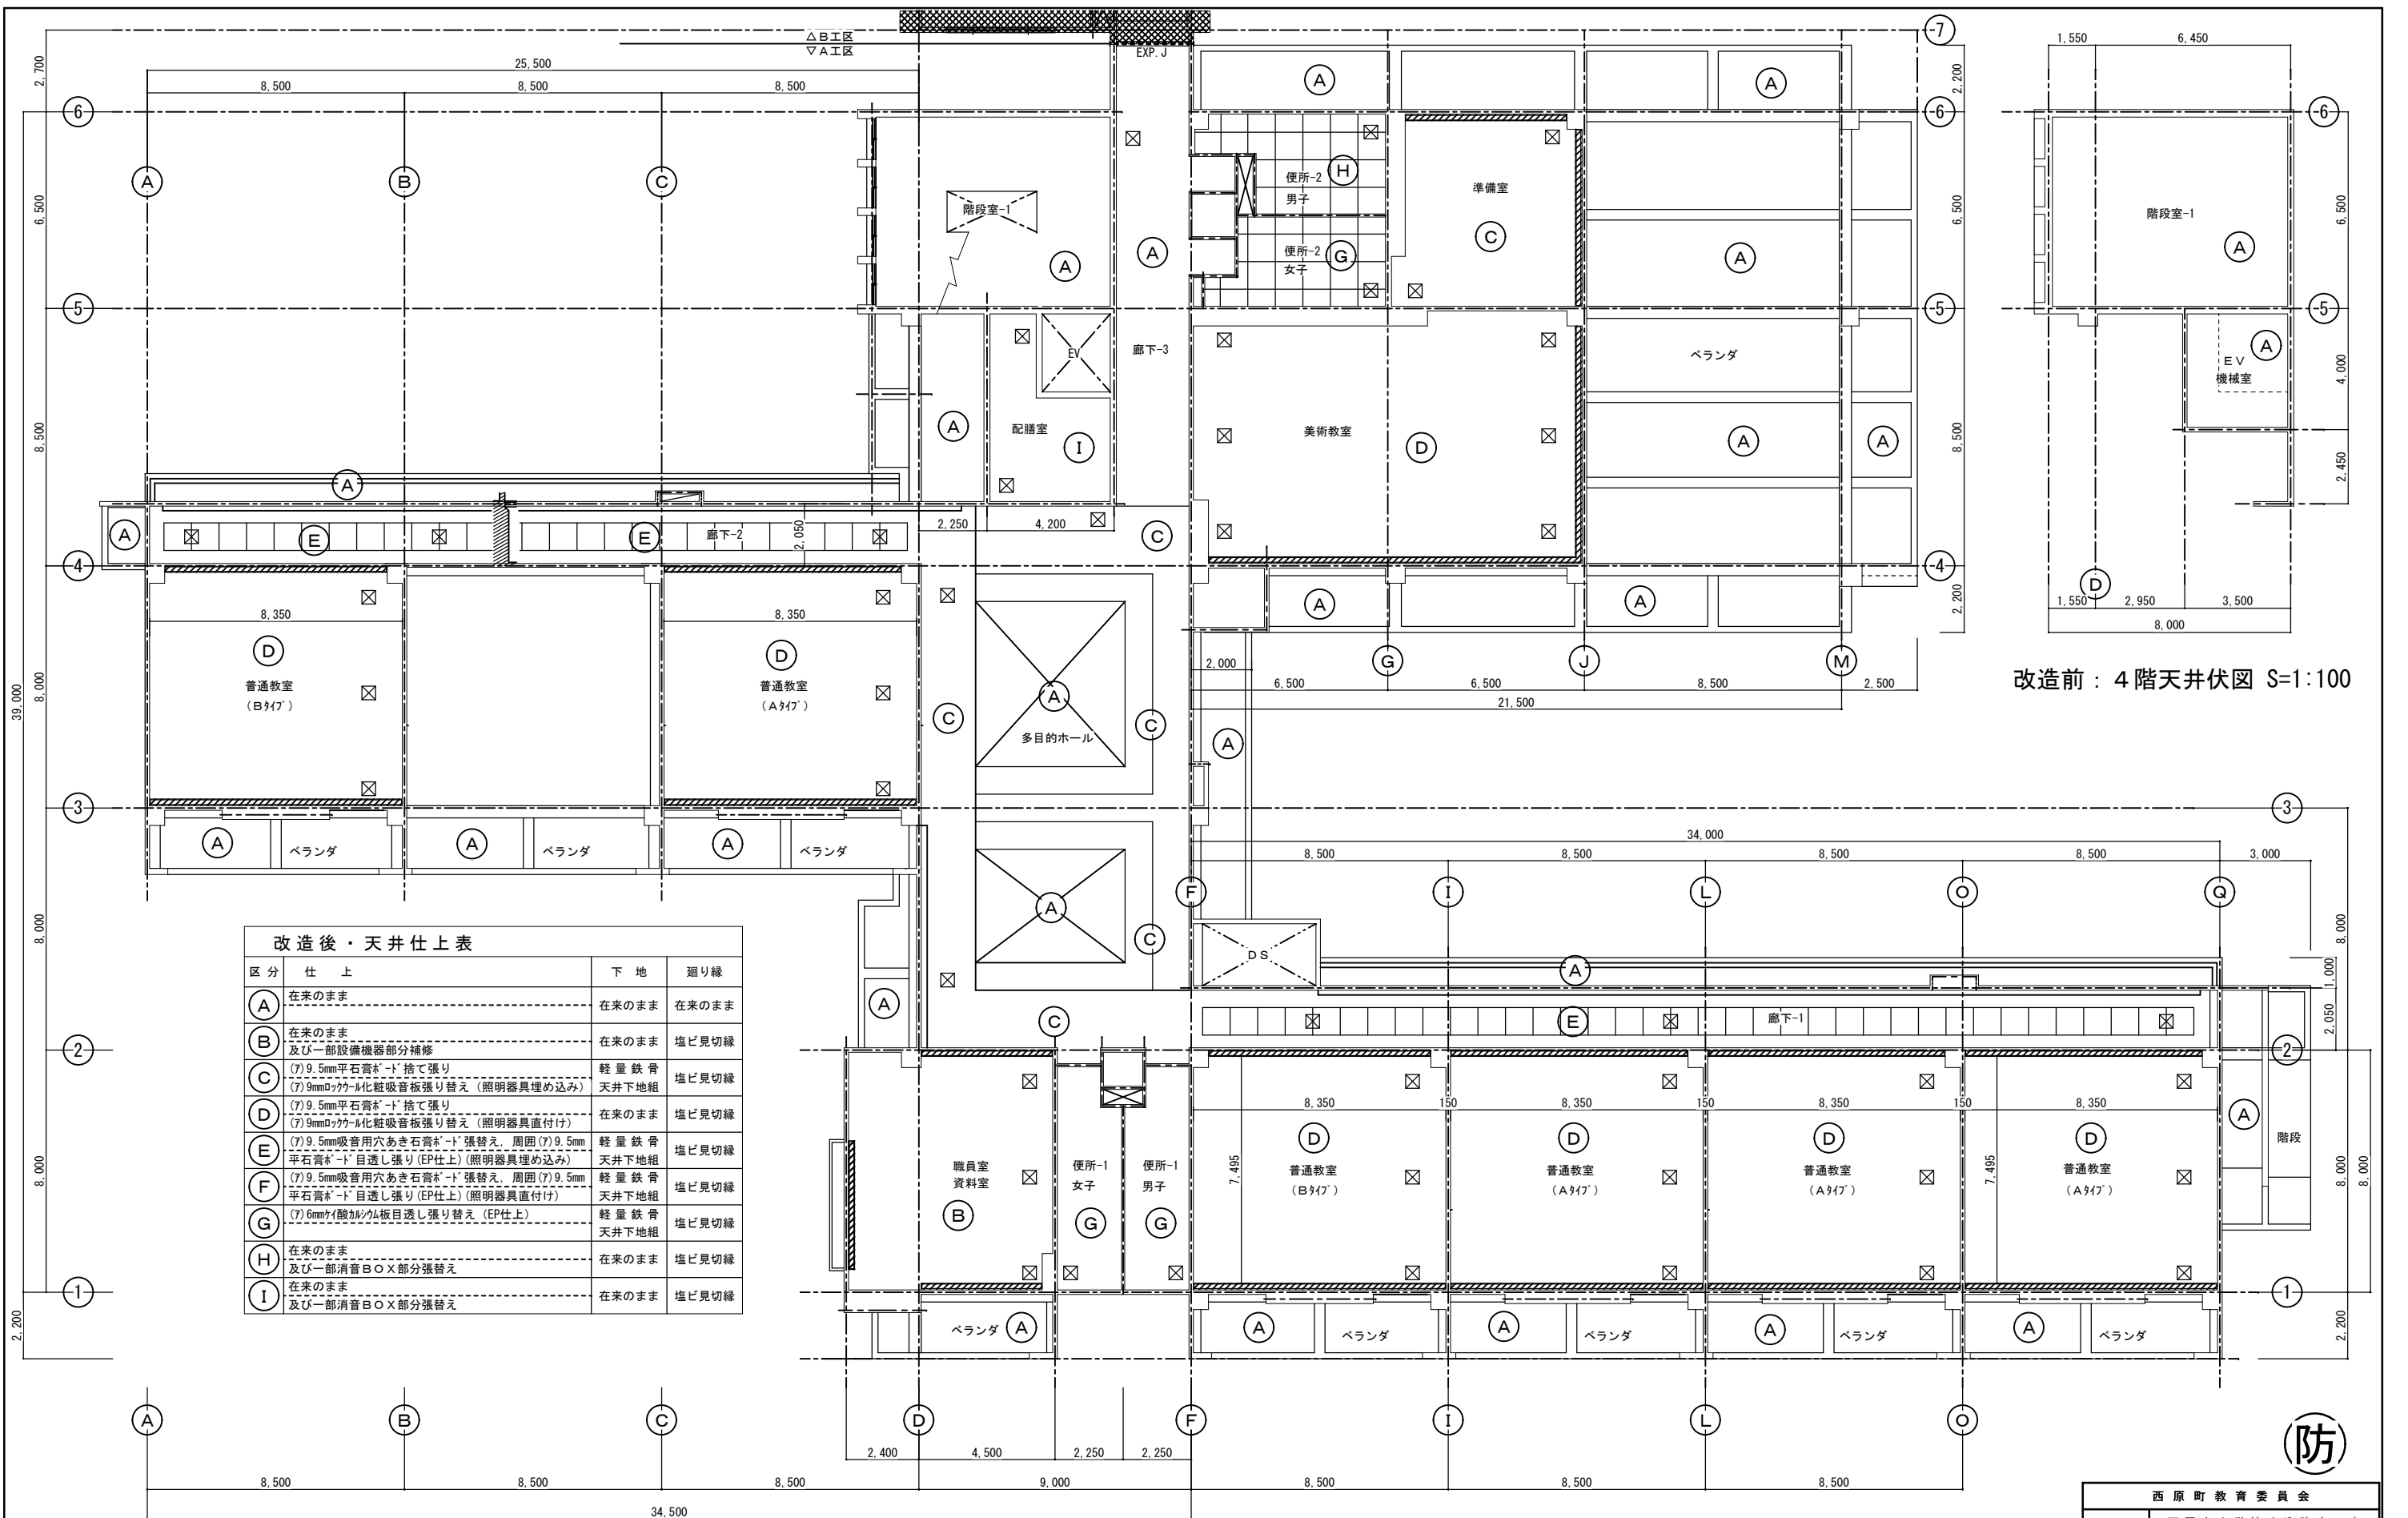 △B工区
▽A工区
EXP.J
7
1,550
6,450
2,700
25,500
8,500
8,500
8,500
A
A
2,200
6
6
6
A
B
C
6,500
階段室-1
A
A
便所-2
男子
H
便所-2
女子
G
準備室
C
A
6,500
階段室-1
A
6,500
5
5
5
EV
廊下-3
配膳室
A
I
美術教室
D
ベランダ
A
A
8,500
8,500
EV
機械室
A
4,000
2,450
A
A
E
E
廊下-2
2,050
2,250
4,200
C
4
4
A
A
2,200
D
1,550
2,950
3,500
8,000
8,350
8,350
D
普通教室
(Bタイプ)
D
普通教室
(Aタイプ)
C
A
C
多目的ホール
A
2,000
G
J
M
6,500
6,500
8,500
2,500
21,500
改造前：４階天井伏図 S=1:100
39,000
8,000
3
3
A
ベランダ
A
ベランダ
A
ベランダ
34,000
8,500
8,500
8,500
8,500
3,000
F
I
L
O
Q
A
C
8,000
8,000
DS
A
1,000
改造後・天井仕上表
区分 仕 上 下 地 廻り縁
A 在来のまま 在来のまま 在来のまま
B 在来のまま
及び一部設備機器部分補修 在来のまま 塩ビ見切縁
C (ｱ)9.5mm平石膏ﾎﾞｰﾄﾞ捨て張り 軽量鉄骨
(ｱ)9mmﾛｯｸｳｰﾙ化粧吸音板張り替え（照明器具埋め込み） 天井下地組 塩ビ見切縁
D (ｱ)9.5mm平石膏ﾎﾞｰﾄﾞ捨て張り
(ｱ)9mmﾛｯｸｳｰﾙ化粧吸音板張り替え（照明器具直付け） 在来のまま 塩ビ見切縁
E (ｱ)9.5mm吸音用穴あき石膏ﾎﾞｰﾄﾞ張替え，周囲(ｱ)9.5mm 軽量鉄骨
平石膏ﾎﾞｰﾄﾞ目透し張り(EP仕上)(照明器具埋め込み) 天井下地組 塩ビ見切縁
F (ｱ)9.5mm吸音用穴あき石膏ﾎﾞｰﾄﾞ張替え，周囲(ｱ)9.5mm 軽量鉄骨
平石膏ﾎﾞｰﾄﾞ目透し張り(EP仕上)(照明器具直付け) 天井下地組 塩ビ見切縁
G (ｱ)6mmｹｲ酸ｶﾙｼｳﾑ板目透し張り替え（EP仕上） 軽量鉄骨
天井下地組 塩ビ見切縁
H 在来のまま
及び一部消音ＢＯＸ部分張替え 在来のまま 塩ビ見切縁
I 在来のまま
及び一部消音ＢＯＸ部分張替え 在来のまま 塩ビ見切縁
A
C
E
廊下-1
2,050
2
2
8,350
150
8,350
150
8,350
150
8,350
A
階段
職員室
資料室
B
便所-1
女子
G
便所-1
男子
G
7,495
D
普通教室
(Bタイプ)
D
普通教室
(Aタイプ)
D
普通教室
(Aタイプ)
7,495
D
普通教室
(Aタイプ)
8,000
8,000
8,000
1
1
2,200
ベランダ
A
A
ベランダ
A
ベランダ
A
ベランダ
A
ベランダ
2,200
A
B
C
D
F
I
L
O
防
2,400
4,500
2,250
2,250
8,500
8,500
8,500
9,000
8,500
8,500
8,500
34,500
西原町教育委員会